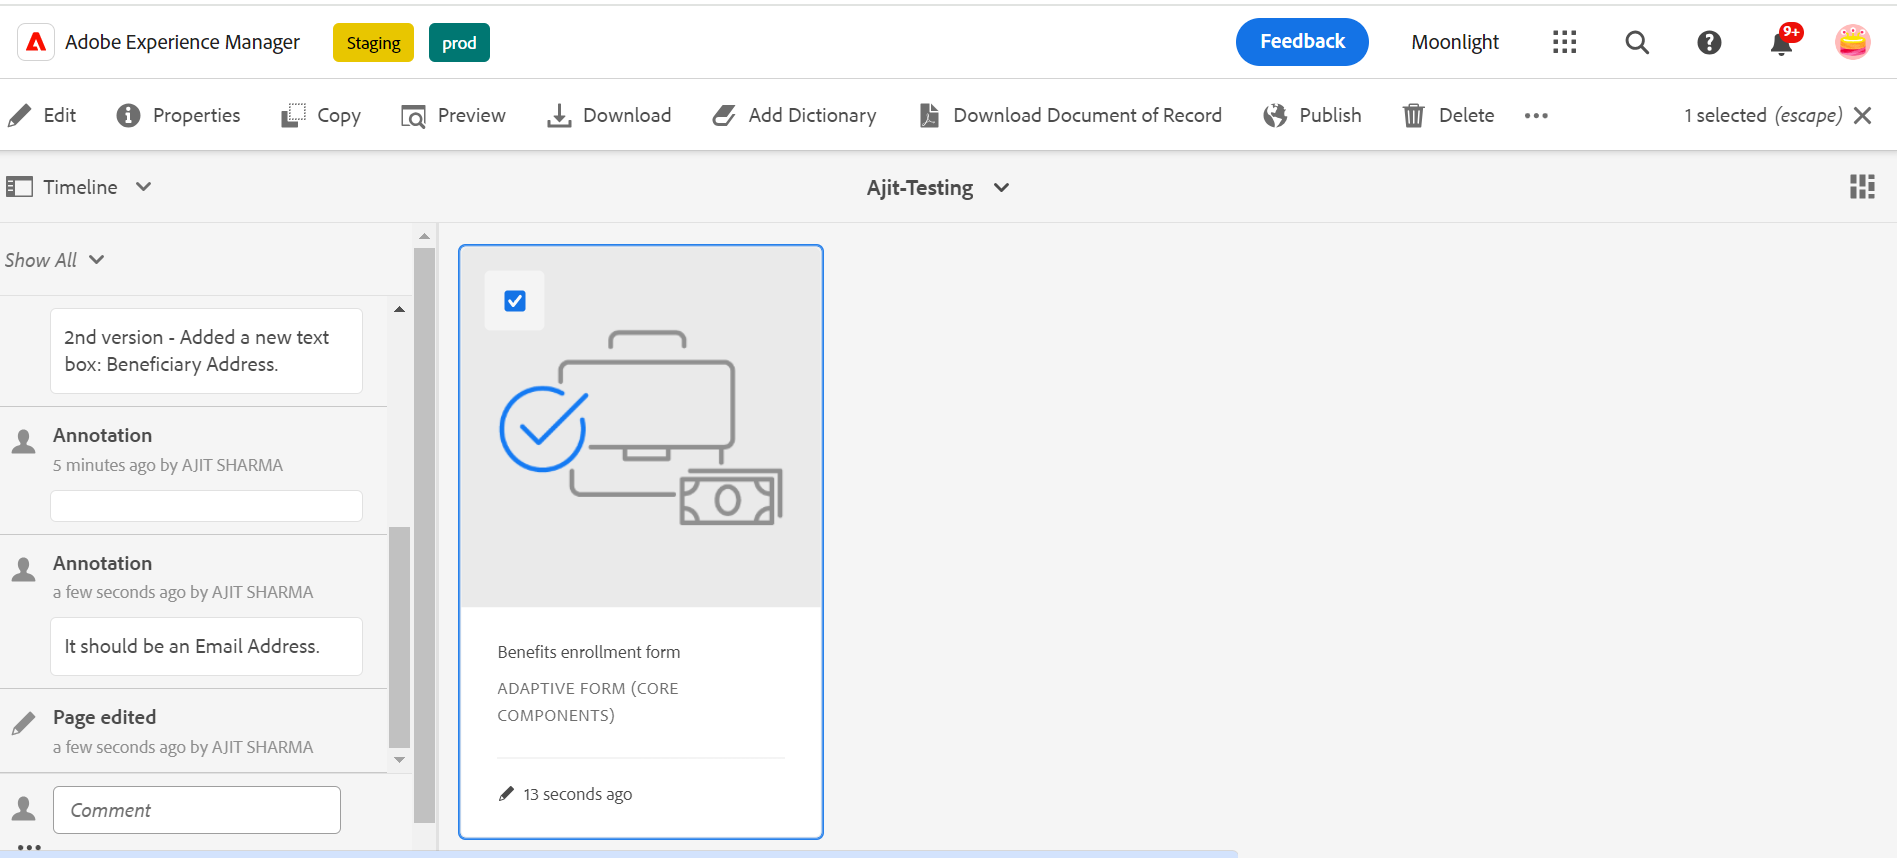 Adobe Experience Manager Staging prod Feedback Moonlight 9+
Edit Properties Copy Preview Download Add Dictionary Download Document of Record Publish Delete 1 selected (escape)
Timeline Ajit-Testing
Show All
2nd version - Added a new text
box: Beneficiary Address.
Annotation
5 minutes ago by AJIT SHARMA
Annotation
a few seconds ago by AJIT SHARMA
It should be an Email Address.
Page edited
a few seconds ago by AJIT SHARMA
Comment
Benefits enrollment form
ADAPTIVE FORM (CORE
COMPONENTS)
13 seconds ago